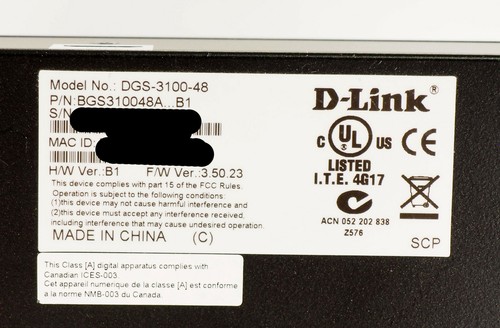 Model No.: DGS-3100-48
P/N:BGS310048A...B1
S/N
MAC ID:
H/W Ver.:B1 F/W Ver.:3.50.23
This device complies with part 15 of the FCC Rules.
Operation is subject to the following conditions:
(1)this device may not cause harmful interference and
(2)this device must accept any interference received,
including interference that may cause undesired operation.
MADE IN CHINA (C)
D-Link®
C UL US CE
®
LISTED
I.T.E. 4G17
ACN 052 202 838
Z576
SCP
This Class [A] digital apparatus complies with
Canadian ICES-003.
Cet appareil numerique de la classe [A] est conforme
a la norme NMB-003 du Canada.